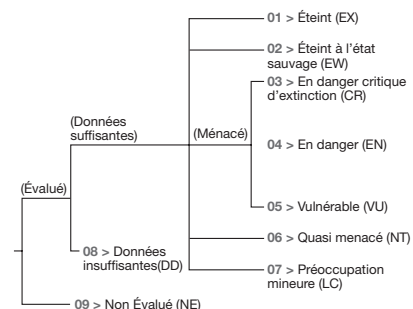 01 > Éteint (EX)
02 > Éteint à l'état
sauvage (EW)
03 > En danger critique
d'extinction (CR)
(Données
suffisantes)
(Ménacé)
04 > En danger (EN)
(Évalué)
05 > Vulnérable (VU)
06 > Quasi menacé (NT)
08 > Données
insuffisantes(DD)
07 > Préoccupation
mineure (LC)
09 > Non Évalué (NE)